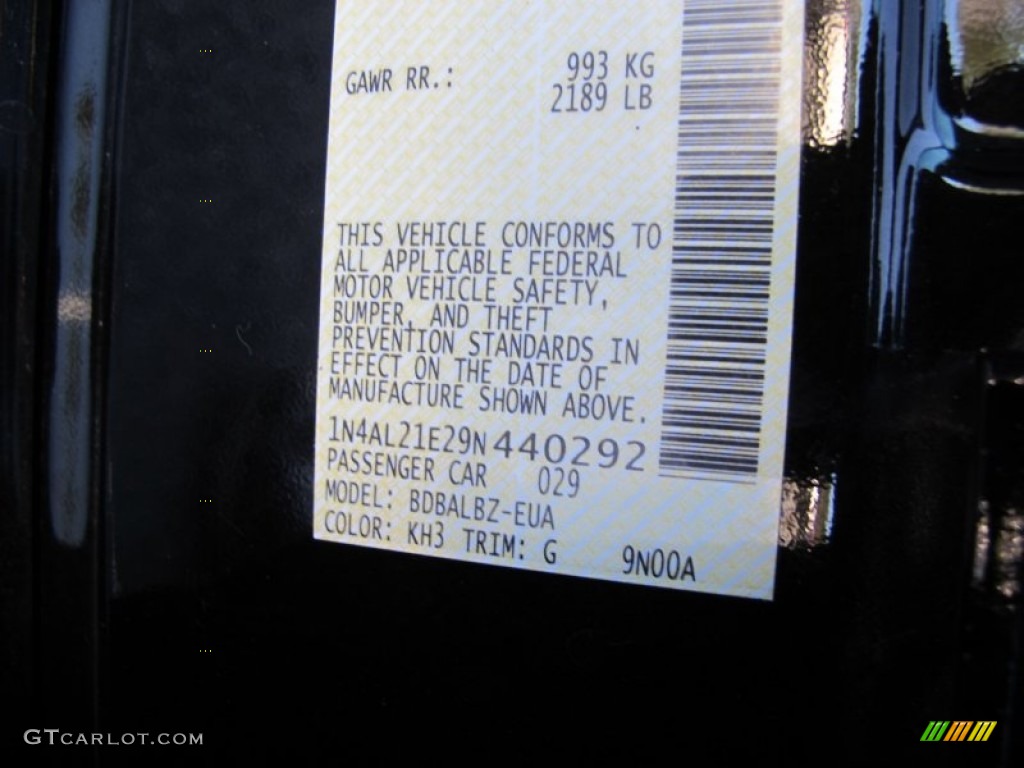 GAWR RR.: 993 KG
2189 LB
THIS VEHICLE CONFORMS TO
ALL APPLICABLE FEDERAL
MOTOR VEHICLE SAFETY,
BUMPER, AND THEFT
PREVENTION STANDARDS IN
EFFECT ON THE DATE OF
MANUFACTURE SHOWN ABOVE.
1N4AL21E29N440292
PASSENGER CAR 029
MODEL: BDBALBZ-EUA
COLOR: KH3 TRIM: G 9N00A
GTCARLOT.COM